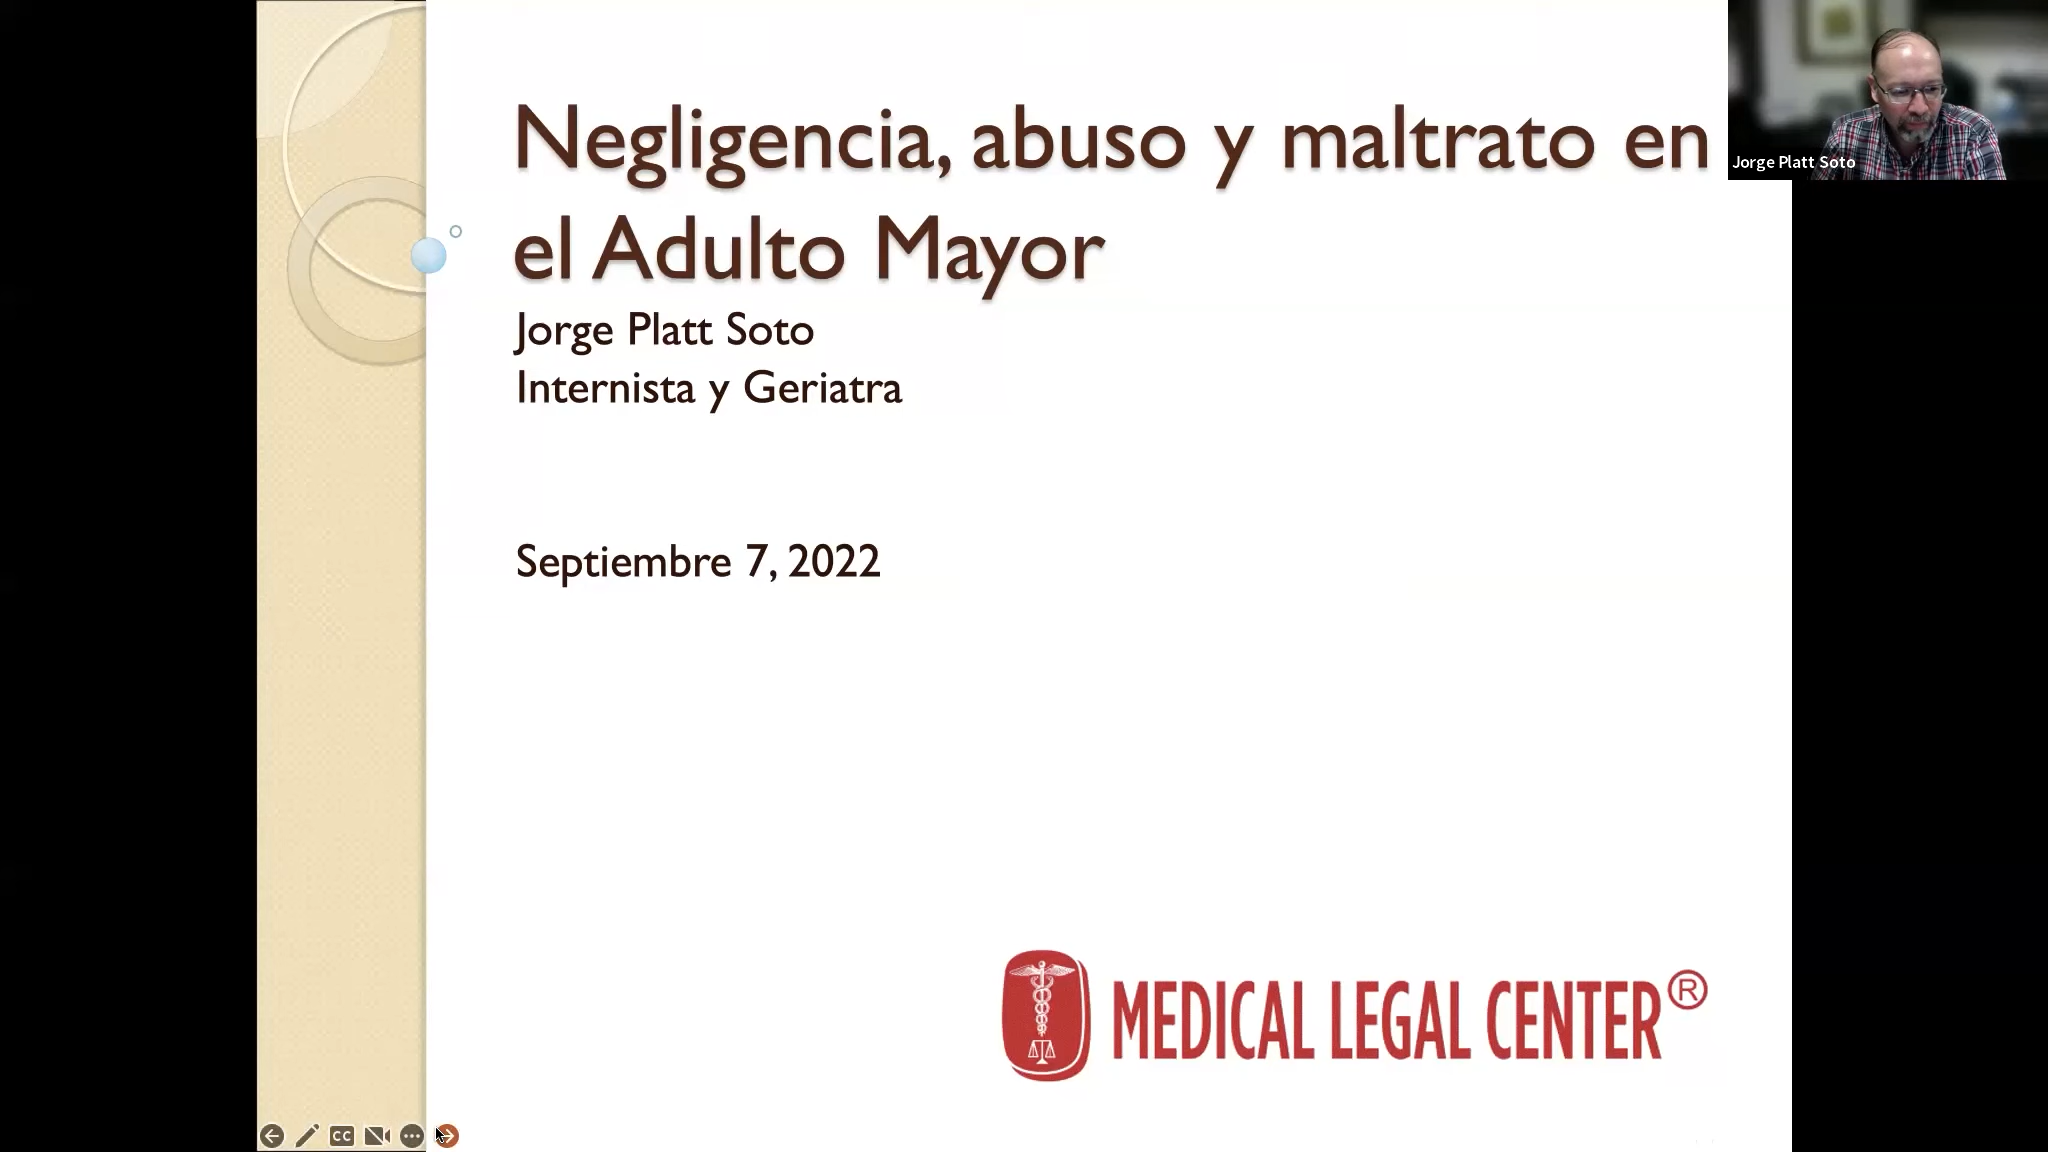 Negligencia, abuso y maltrato en
el Adulto Mayor
Jorge Platt Soto
Internista y Geriatra
Septiembre 7, 2022
Jorge Platt Soto
MEDICAL LEGAL CENTER®
CC